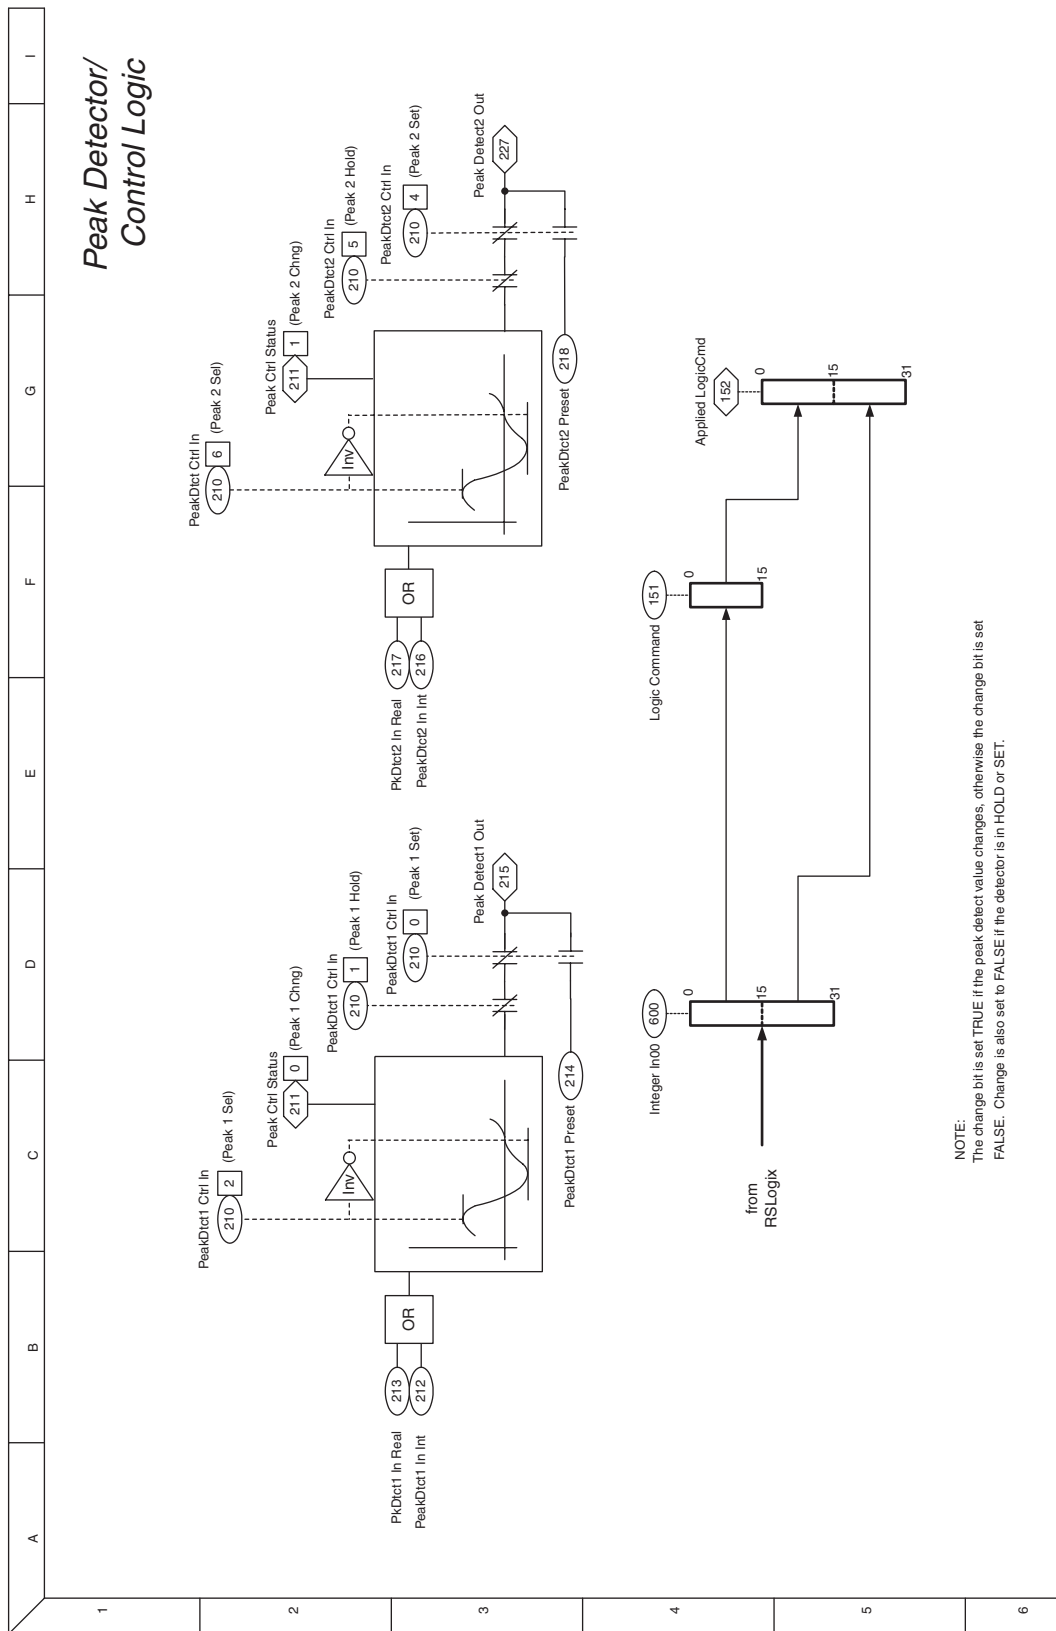 A
B
C
D
E
F
G
H
I
1
2
3
4
5
6
Peak Detector/
Control Logic
PeakDtct1 Ctrl In
210 2 (Peak 1 Sel)
Peak Ctrl Status
211 0 (Peak 1 Chng)
PeakDtct1 Ctrl In
210 1 (Peak 1 Hold)
PeakDtct1 Ctrl In
210 0 (Peak 1 Set)
Inv
PkDtct1 In Real
213
PeakDtct1 In Int
212
OR
Peak Detect1 Out
215
PeakDtct1 Preset
214
PeakDtct Ctrl In
210 6 (Peak 2 Sel)
Peak Ctrl Status
211 1 (Peak 2 Chng)
PeakDtct2 Ctrl In
210 5 (Peak 2 Hold)
PeakDtct2 Ctrl In
210 4 (Peak 2 Set)
Inv
PkDtct2 In Real
217
PeakDtct2 In Int
216
OR
Peak Detect2 Out
227
PeakDtct2 Preset
218
from
RSLogix
Integer In00
600
0
15
31
Logic Command
151
0
15
Applied LogicCmd
152
0
15
31
NOTE:
The change bit is set TRUE if the peak detect value changes, otherwise the change bit is set
FALSE. Change is also set to FALSE if the detector is in HOLD or SET.